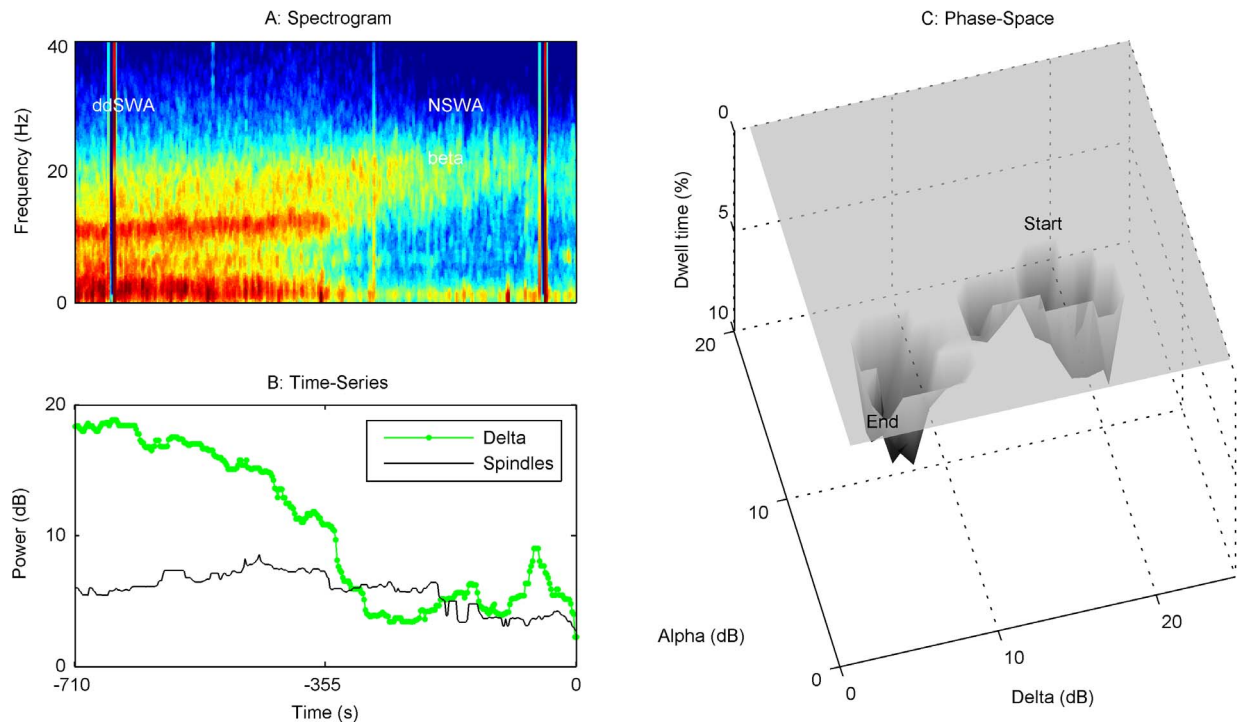 A: Spectrogram
40
20
0
Frequency (Hz)
ddSWA
NSWA
beta
B: Time-Series
20
10
0
Power (dB)
Delta
Spindles
-710
-355
0
Time (s)
C: Phase-Space
0
5
10
Dwell time (%)
Start
End
20
10
0
Alpha (dB)
0
10
20
Delta (dB)